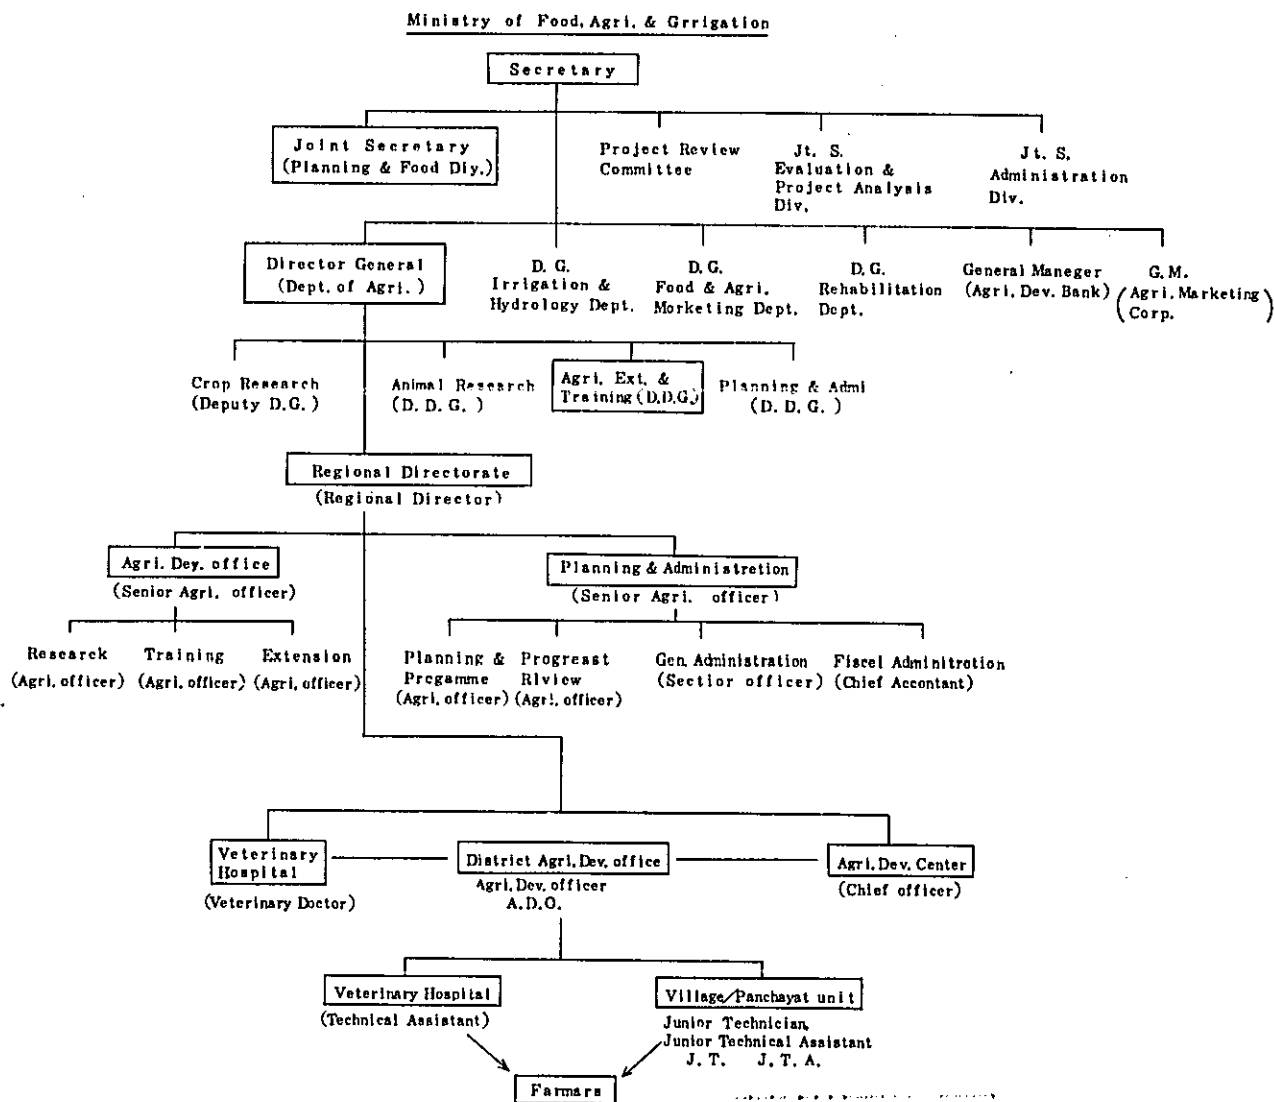 Ministry of Food, Agri. & Grrigation
Secretary
Joint Secretary
(Planning & Food Diy.)
Project Review
Committee
Jt. S.
Evaluation &
Project Analysis
Div.
Jt. S.
Administration
Div.
Director General
(Dept. of Agri.)
D. G.
Irrigation &
Hydrology Dept.
D. G.
Food & Agri.
Morketing Dept.
D. G.
Rehabilitation
Dept.
General Maneger
(Agri. Dev. Bank)
G. M.
(Agri. Marketing
Corp.)
Crop Research
(Deputy D.G.)
Animal Research
(D. D. G.)
Agri. Ext. &
Training (D.D.G.)
Planning & Admi
(D. D. G.)
Regional Directorate
(Regional Director)
Agri. Dey. office
(Senior Agri. officer)
Planning & Administretion
(Senior Agri. officer)
Researck
(Agri. officer)
Training
(Agri. officer)
Extension
(Agri. officer)
Planning &
Progamme
(Agri. officer)
Progreast
Rlview
(Agri. officer)
Gen. Administration
(Sectior officer)
Fiscel Adminitration
(Chief Accontant)
Veterinary
Hospital
(Veterinary Doctor)
District Agri. Dev. office
Agri. Dev. officer
A.D.O.
Agri. Dev. Center
(Chief officer)
Veterinary Hospital
(Technical Assistant)
Village/Panchayat unit
Junior Technician,
Junior Technical Assistant
J. T. J. T. A.
Farmars